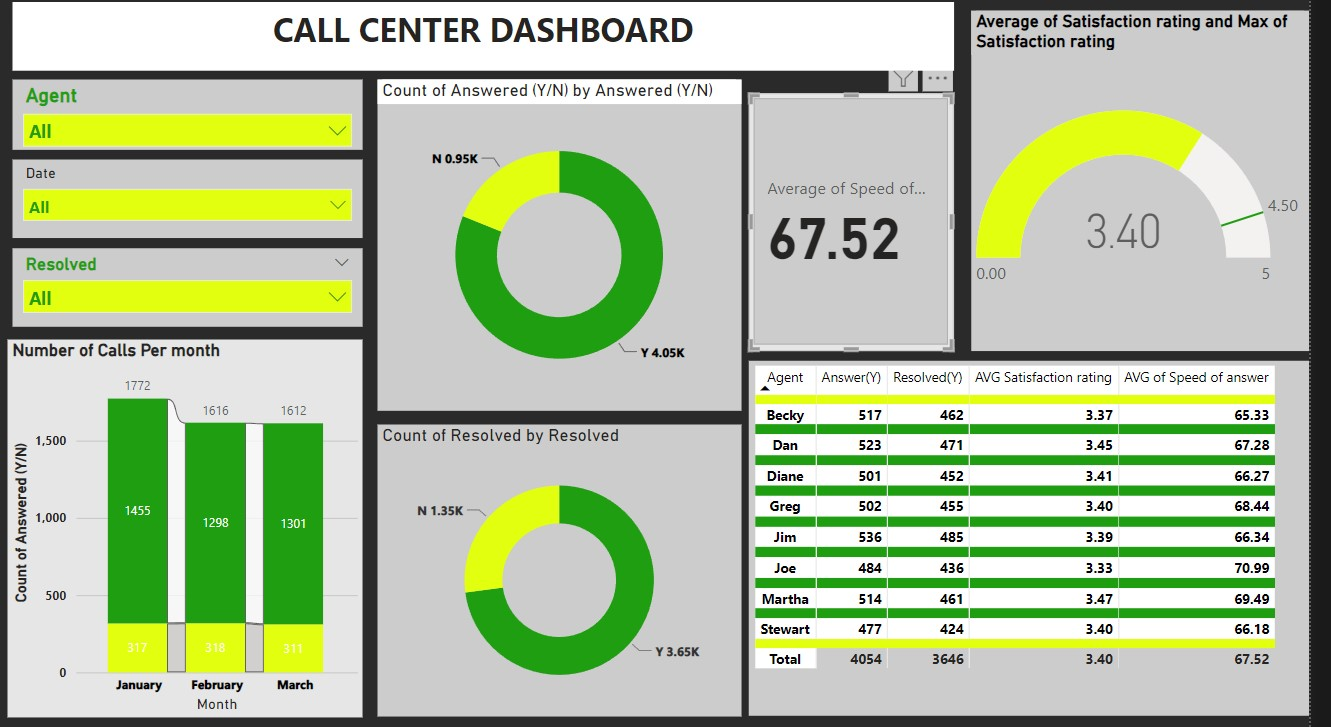 CALL CENTER DASHBOARD
Agent
All
Date
All
Resolved
All
Number of Calls Per month
Count of Answered (Y/N)
1,500
1,000
500
0
1772
1616
1612
1455
1298
1301
317
318
311
January February March
Month
Count of Answered (Y/N) by Answered (Y/N)
N 0.95K
Y 4.05K
Count of Resolved by Resolved
N 1.35K
Y 3.65K
Average of Speed of...
67.52
Average of Satisfaction rating and Max of
Satisfaction rating
4.50
3.40
0.00
5
Agent Answer(Y) Resolved(Y) AVG Satisfaction rating AVG of Speed of answer
Becky 517 462 3.37 65.33
Dan 523 471 3.45 67.28
Diane 501 452 3.41 66.27
Greg 502 455 3.40 68.44
Jim 536 485 3.39 66.34
Joe 484 436 3.33 70.99
Martha 514 461 3.47 69.49
Stewart 477 424 3.40 66.18
Total 4054 3646 3.40 67.52